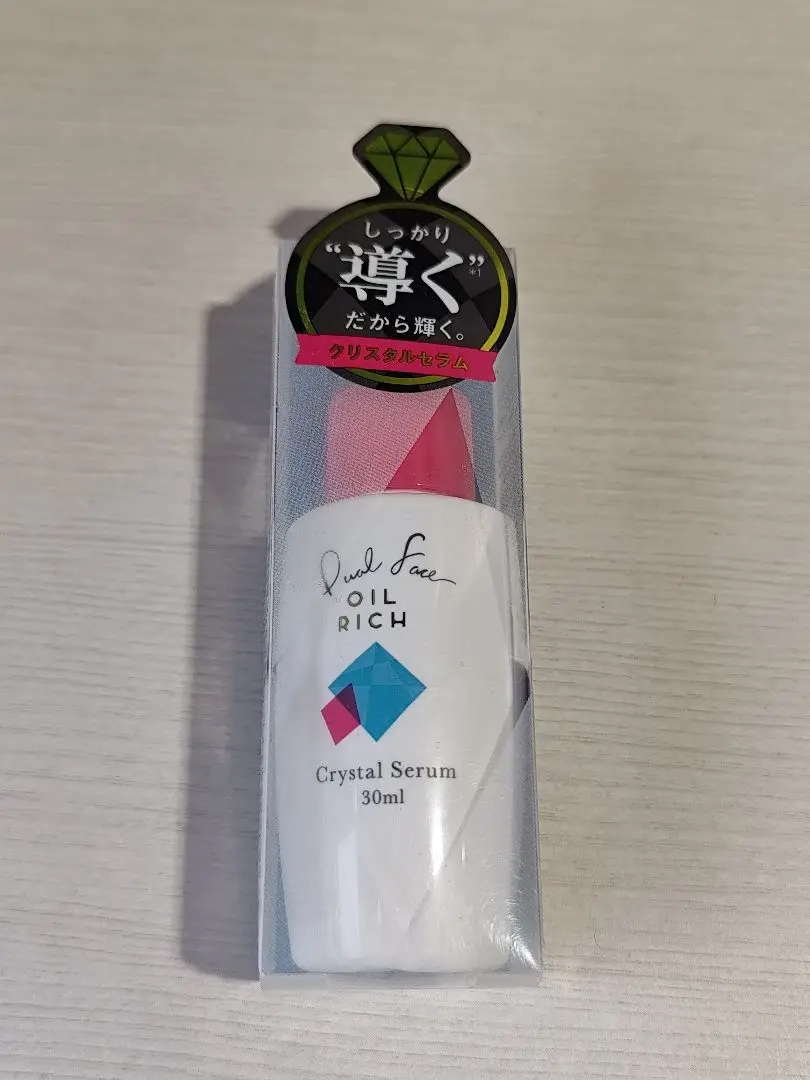 しっかり
“導く”*1
だから輝く。
クリスタルセラム
Dual Face
OIL
RICH
Crystal Serum
30ml